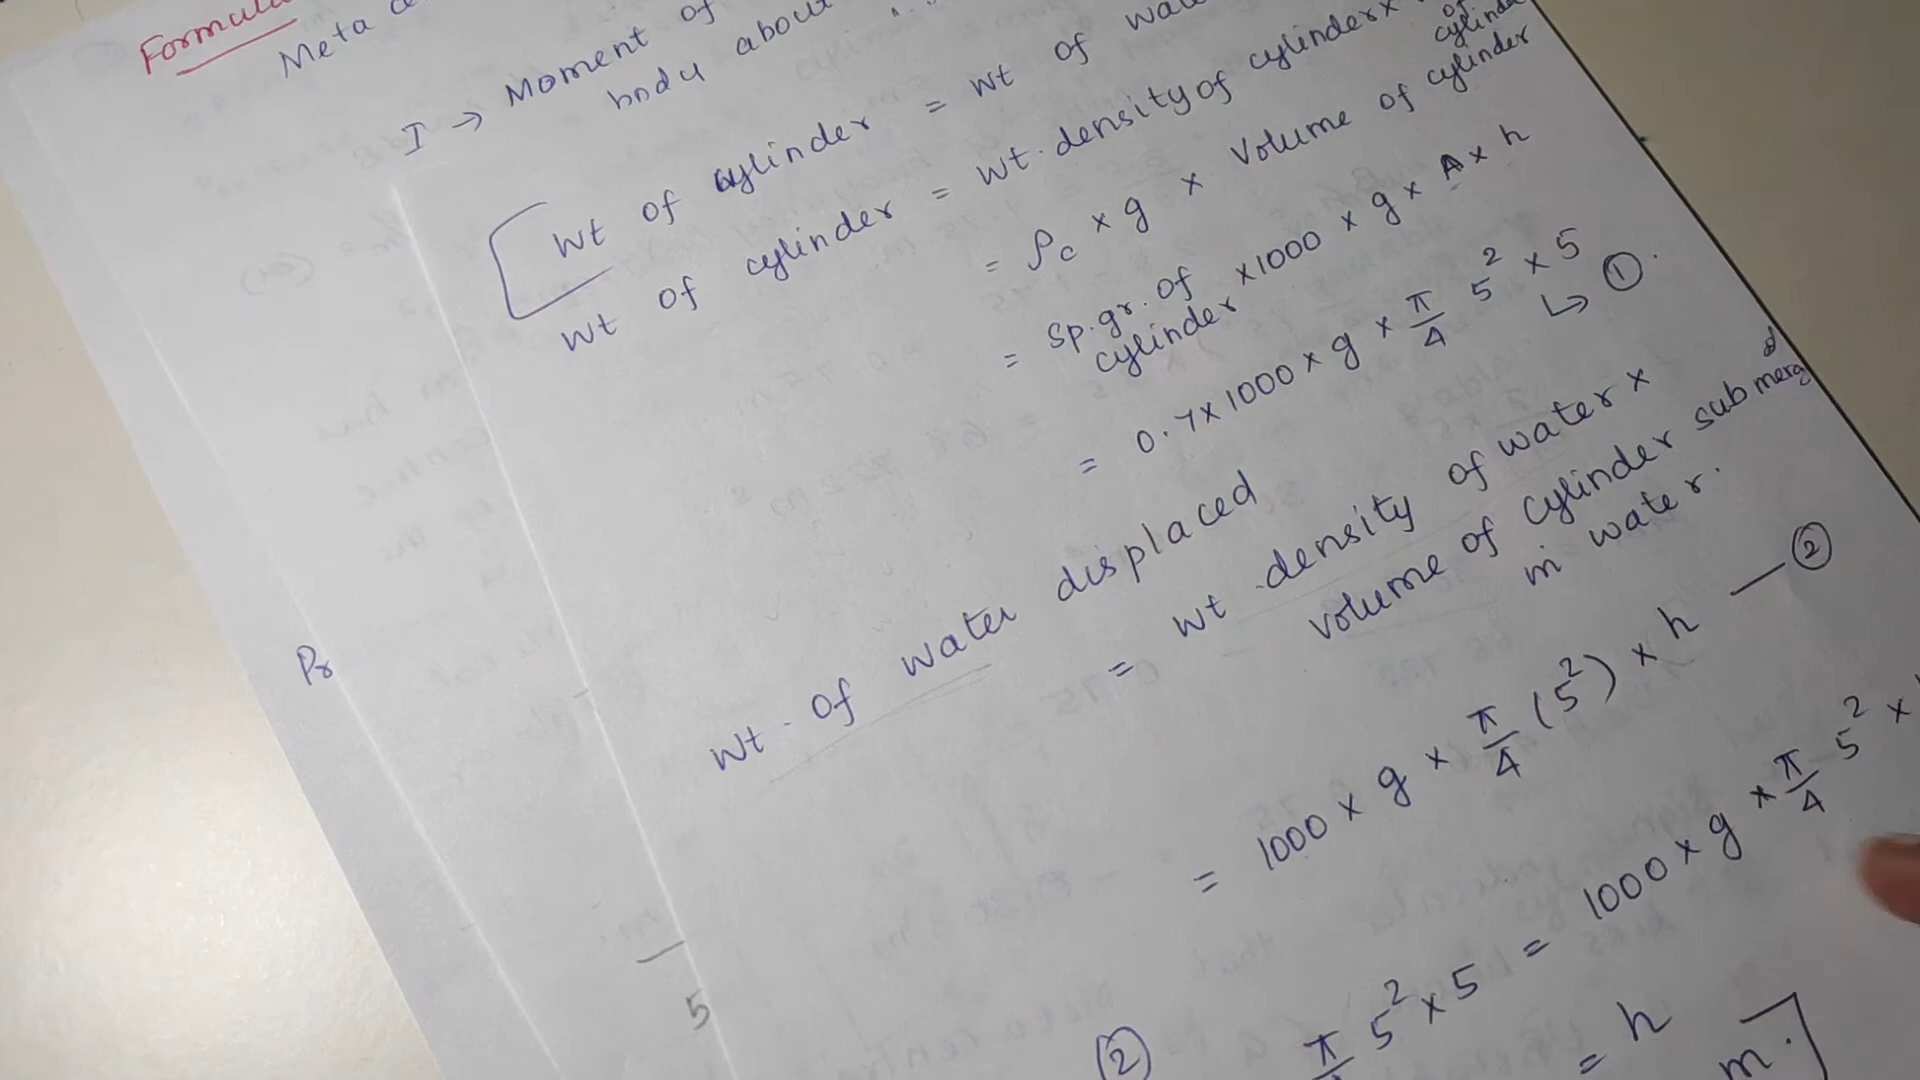 Formula
Meta
I → Moment of
body about
Wt of cylinder = Wt of
Wt of cylinder = Wt. density of cylinder × of cylinder
= ρc × g × Volume of cylinder
= Sp. gr. of cylinder × 1000 × g × A × h
= 0.7 × 1000 × g × π/4 5² × 5
↳ ①.
Wt. Of water displaced
= Wt. density of water ×
volume of cylinder submerged
in water.
= 1000 × g × π/4 (5²) × h — ②
π 5² × 5 = 1000 × g × π/4 5² ×
②
= h
m.]
Pr
5